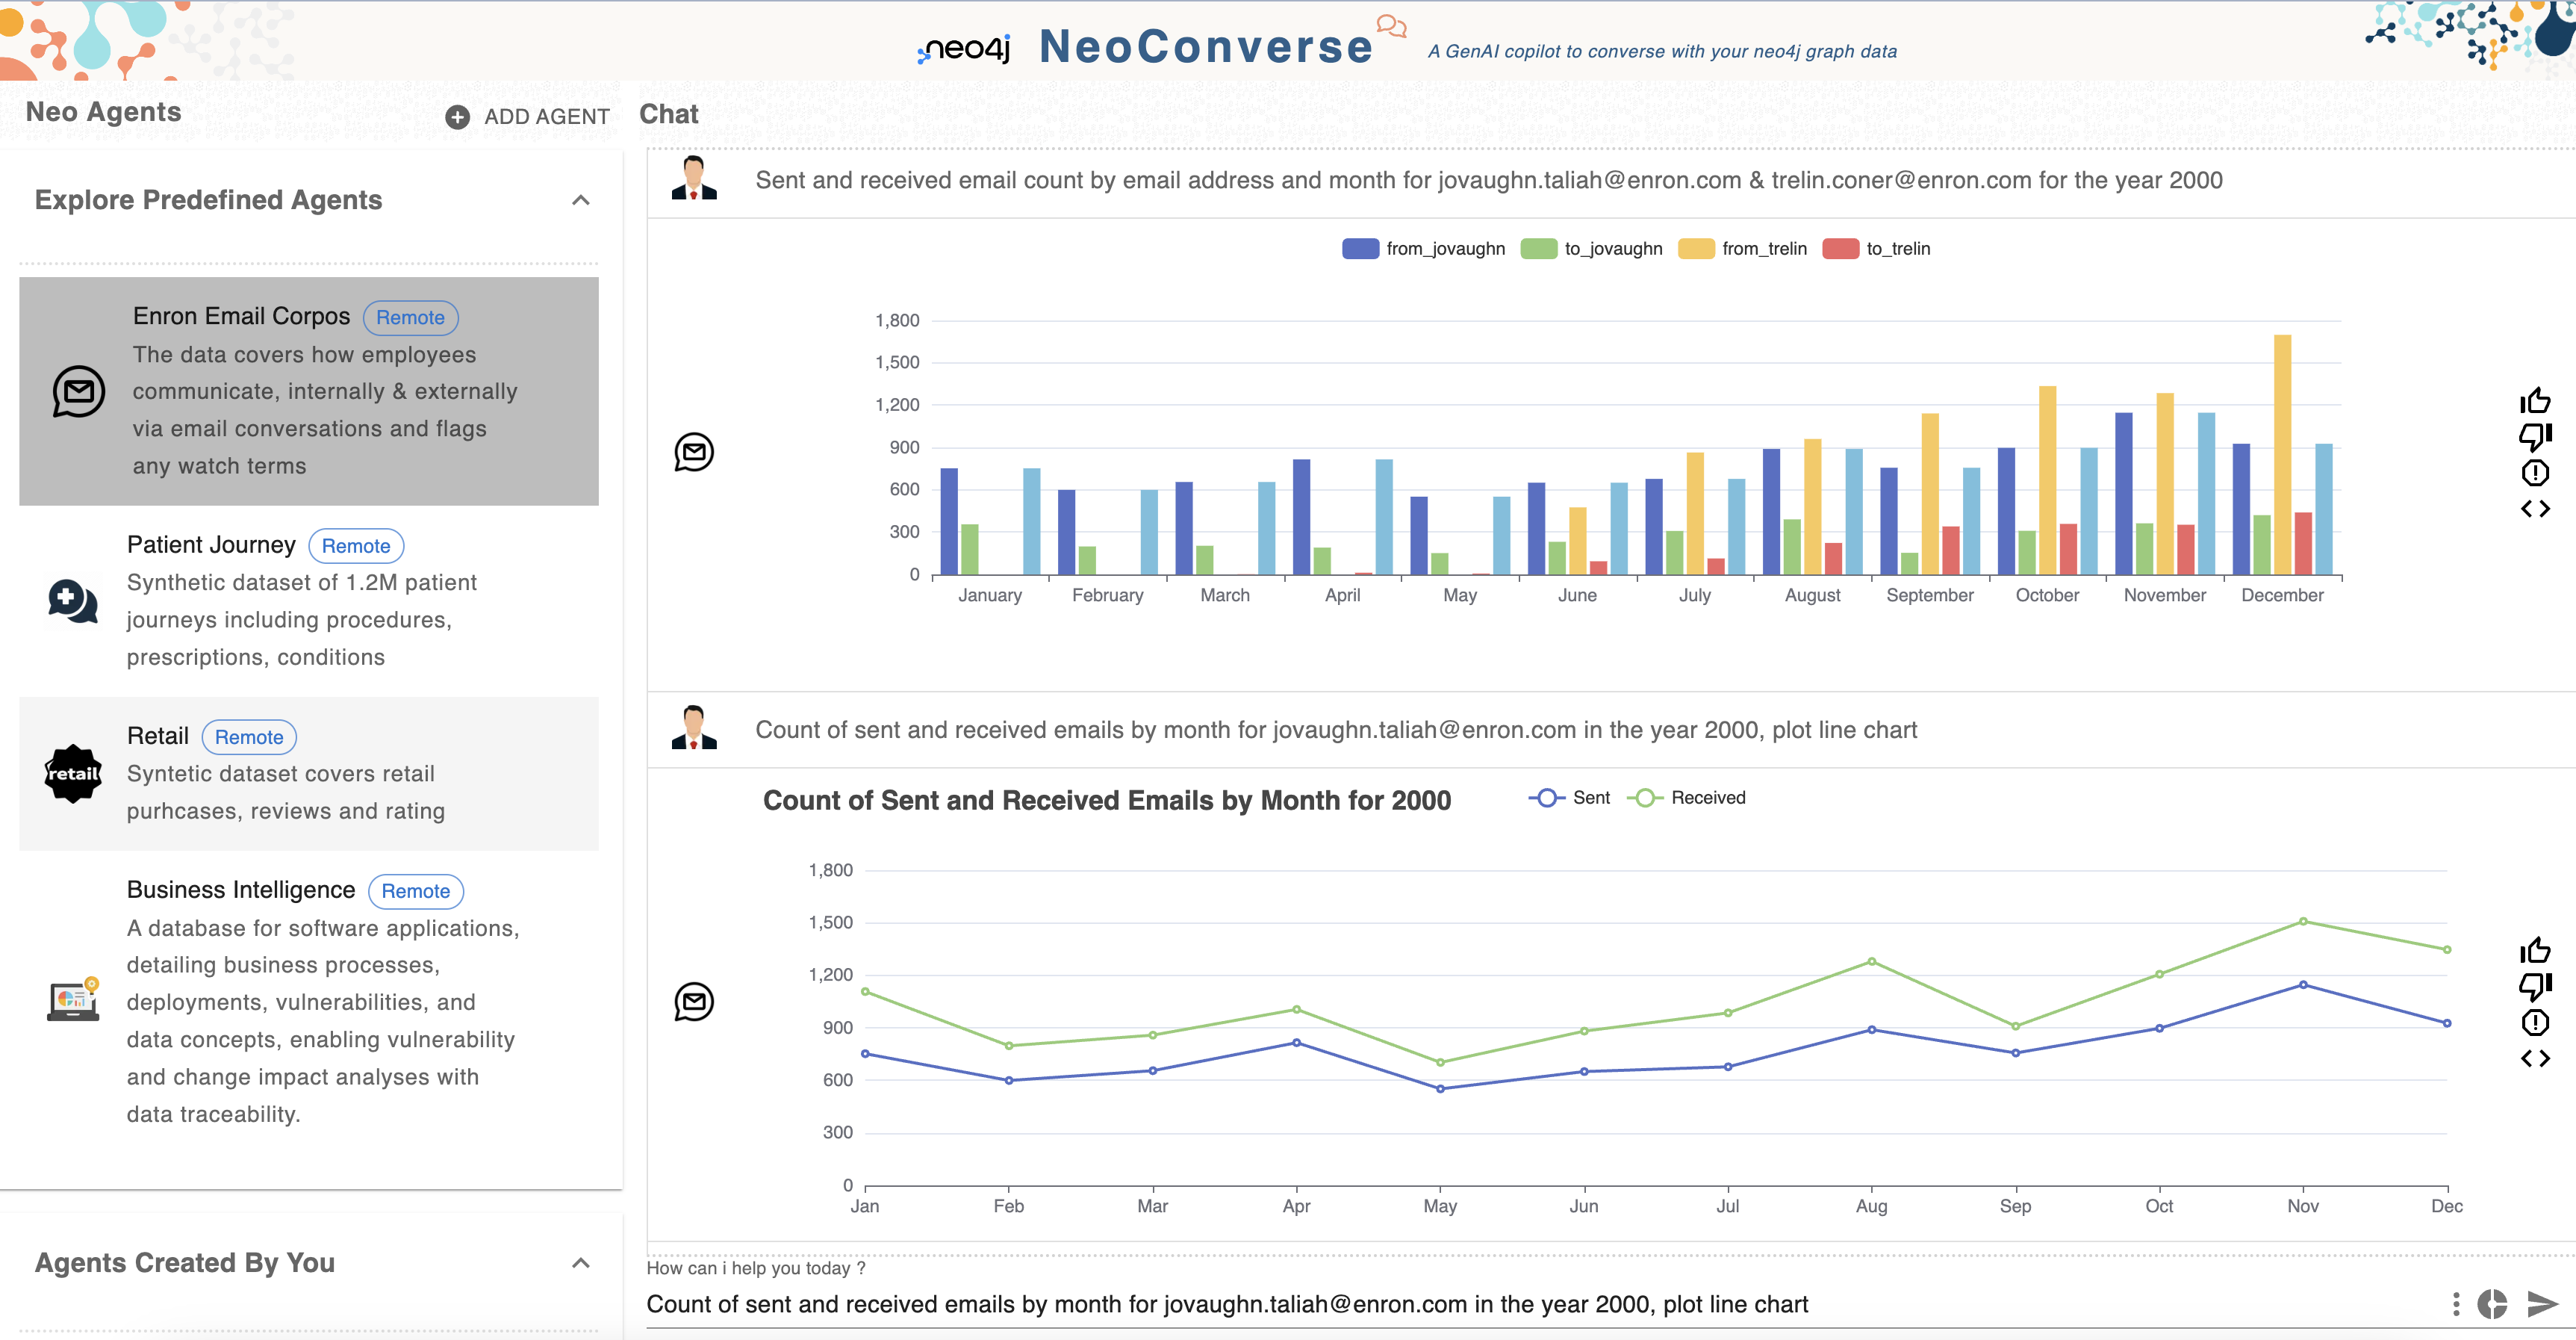 neo4j NeoConverse A GenAI copilot to converse with your neo4j graph data
Neo Agents
ADD AGENT
Explore Predefined Agents
Enron Email Corpos Remote
The data covers how employees
communicate, internally & externally
via email conversations and flags
any watch terms
Patient Journey Remote
Synthetic dataset of 1.2M patient
journeys including procedures,
prescriptions, conditions
retail
Retail Remote
Syntetic dataset covers retail
purhcases, reviews and rating
Business Intelligence Remote
A database for software applications,
detailing business processes,
deployments, vulnerabilities, and
data concepts, enabling vulnerability
and change impact analyses with
data traceability.
Agents Created By You
Chat
Sent and received email count by email address and month for jovaughn.taliah@enron.com & trelin.coner@enron.com for the year 2000
from_jovaughn to_jovaughn from_trelin to_trelin
1,800
1,500
1,200
900
600
300
0
January February March April May June July August September October November December
Count of sent and received emails by month for jovaughn.taliah@enron.com in the year 2000, plot line chart
Count of Sent and Received Emails by Month for 2000 Sent Received
1,800
1,500
1,200
900
600
300
0
Jan Feb Mar Apr May Jun Jul Aug Sep Oct Nov Dec
How can i help you today ?
Count of sent and received emails by month for jovaughn.taliah@enron.com in the year 2000, plot line chart